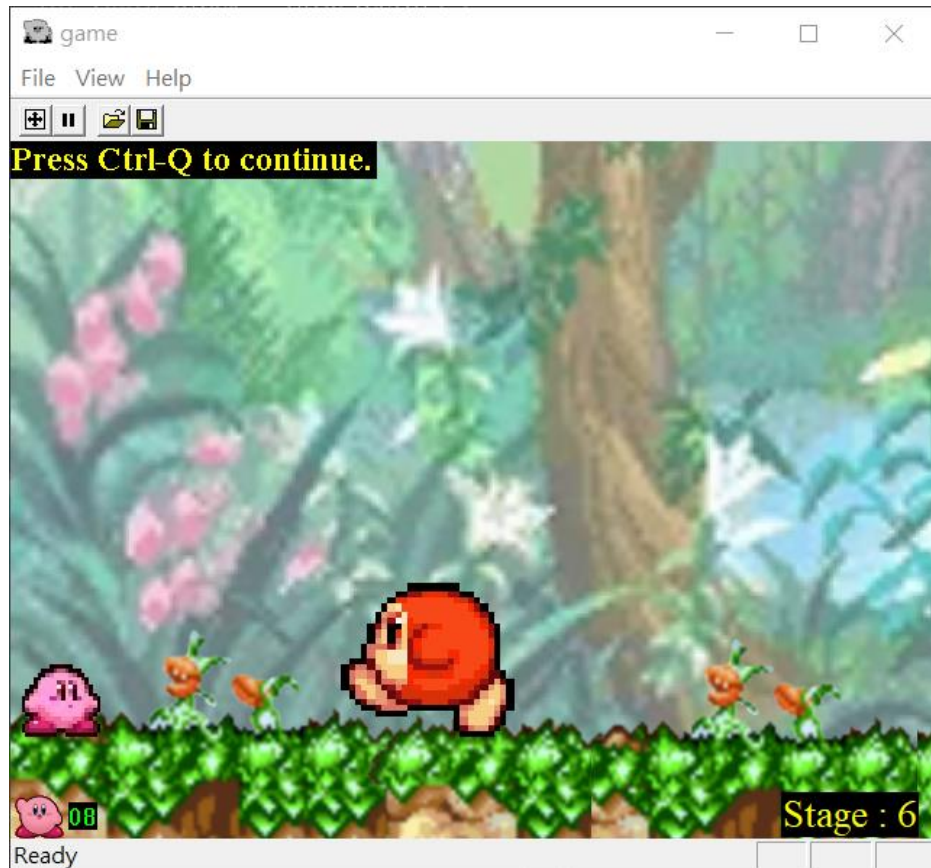 game
File View Help
Press Ctrl-Q to continue.
08
Stage : 6
Ready